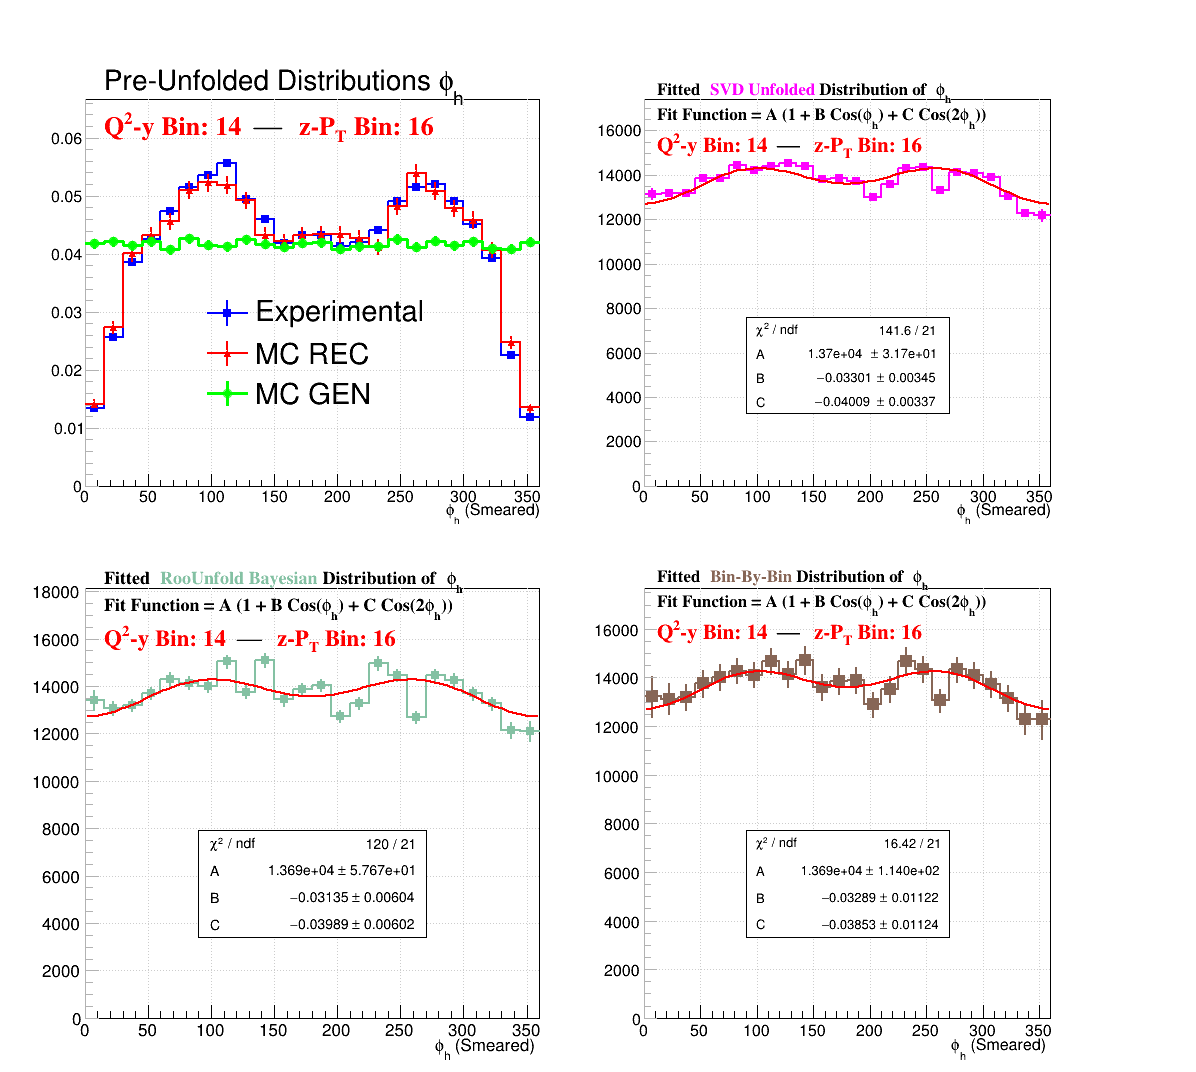 Pre-Unfolded Distributions ϕh
Q2-y Bin: 14 — z-PT Bin: 16
0.06
0.05
0.04
0.03
0.02
0.01
0
Experimental
MC REC
MC GEN
0 50 100 150 200 250 300 350
ϕh (Smeared)
Fitted SVD Unfolded Distribution of ϕh
Fit Function = A (1 + B Cos(ϕh) + C Cos(2ϕh))
Q2-y Bin: 14 — z-PT Bin: 16
16000
14000
12000
10000
8000
6000
4000
2000
0
χ2 / ndf 141.6 / 21
A 1.37e+04 ± 3.17e+01
B −0.03301 ± 0.00345
C −0.04009 ± 0.00337
0 50 100 150 200 250 300 350
ϕh (Smeared)
Fitted RooUnfold Bayesian Distribution of ϕh
Fit Function = A (1 + B Cos(ϕh) + C Cos(2ϕh))
Q2-y Bin: 14 — z-PT Bin: 16
18000
16000
14000
12000
10000
8000
6000
4000
2000
0
χ2 / ndf 120 / 21
A 1.369e+04 ± 5.767e+01
B −0.03135 ± 0.00604
C −0.03989 ± 0.00602
0 50 100 150 200 250 300 350
ϕh (Smeared)
Fitted Bin-By-Bin Distribution of ϕh
Fit Function = A (1 + B Cos(ϕh) + C Cos(2ϕh))
Q2-y Bin: 14 — z-PT Bin: 16
16000
14000
12000
10000
8000
6000
4000
2000
0
χ2 / ndf 16.42 / 21
A 1.369e+04 ± 1.140e+02
B −0.03289 ± 0.01122
C −0.03853 ± 0.01124
0 50 100 150 200 250 300 350
ϕh (Smeared)